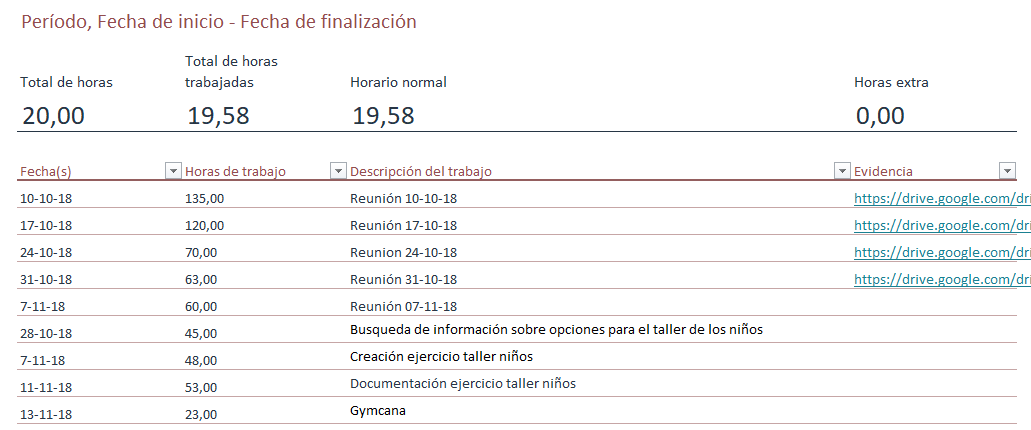 Período, Fecha de inicio - Fecha de finalización
Total de horas Total de horas trabajadas Horario normal Horas extra
20,00 19,58 19,58 0,00
Fecha(s) Horas de trabajo Descripción del trabajo Evidencia
10-10-18 135,00 Reunión 10-10-18 https://drive.google.com/dri
17-10-18 120,00 Reunion 17-10-18 https://drive.google.com/dri
24-10-18 70,00 Reunion 24-10-18 https://drive.google.com/dri
31-10-18 63,00 Reunión 31-10-18 https://drive.google.com/dri
7-11-18 60,00 Reunión 07-11-18
28-10-18 45,00 Busqueda de información sobre opciones para el taller de los niños
7-11-18 48,00 Creación ejercicio taller niños
11-11-18 53,00 Documentación ejercicio taller niños
13-11-18 23,00 Gymcana